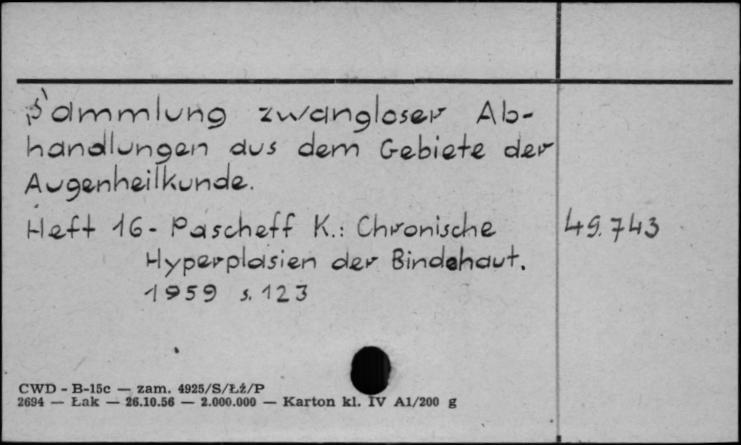 Sammlung zwangloser Ab-
handlungen aus dem Gebiete der
Augenheilkunde.
Heft 16 - Pascheff K.: Chronische 49.743
Hyperplasien der Bindehaut.
1959 s. 123
CWD - B-15c — zam. 4925/S/Łź/P
2694 — Łak — 26.10.56 — 2.000.000 — Karton kl. IV A1/200 g